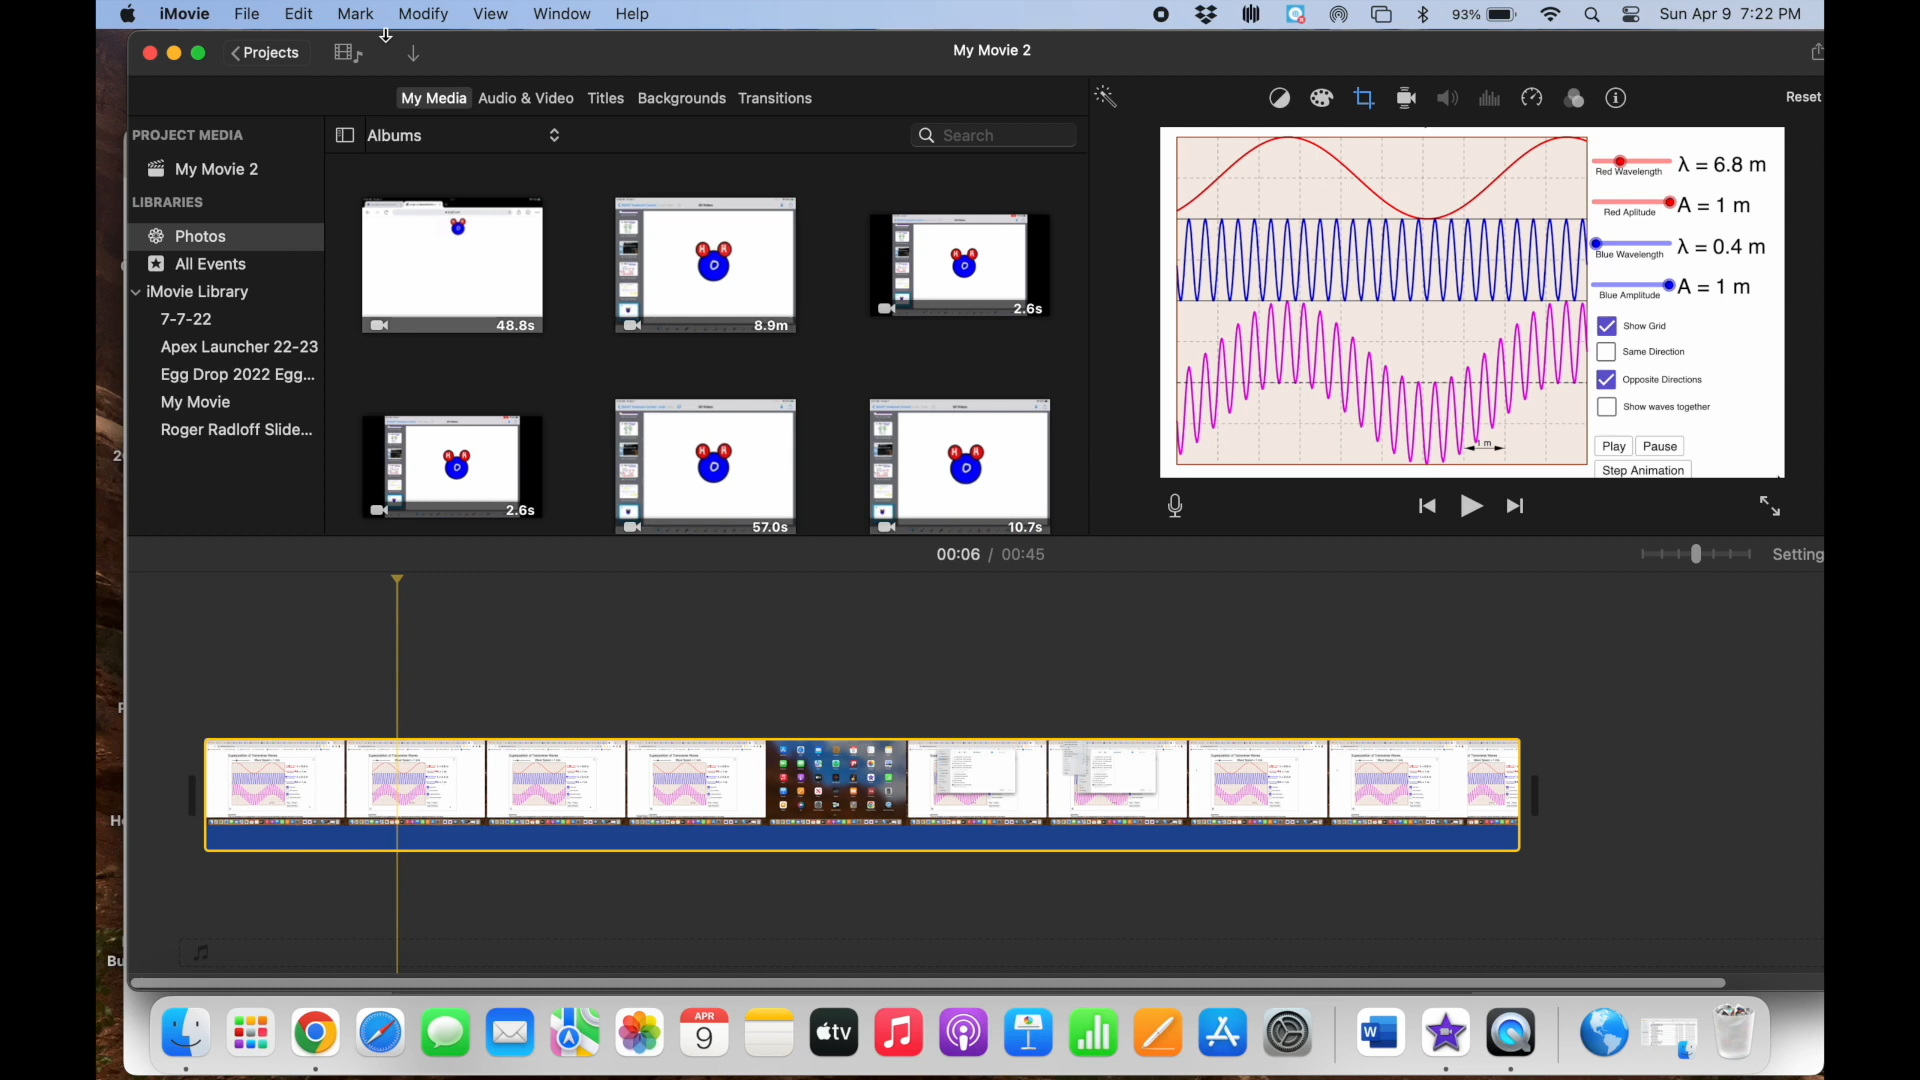 iMovie File Edit Mark Modify View Window Help 93% Sun Apr 9 7:22 PM
Projects My Movie 2
My Media Audio & Video Titles Backgrounds Transitions Reset
PROJECT MEDIA Albums Search
My Movie 2
LIBRARIES
Photos
All Events
iMovie Library
7-7-22
Apex Launcher 22-23
Egg Drop 2022 Egg...
My Movie
Roger Radloff Slide...
48.8s 8.9m 2.6s
2.6s 57.0s 10.7s
H H
O
λ = 6.8 m
Red Wavelength
A = 1 m
Red Aplitude
λ = 0.4 m
Blue Wavelength
A = 1 m
Blue Amplitude
Show Grid
Same Direction
Opposite Directions
Show waves together
1 m
Play Pause
Step Animation
00:06 / 00:45 Setting
APR
9
tv
W